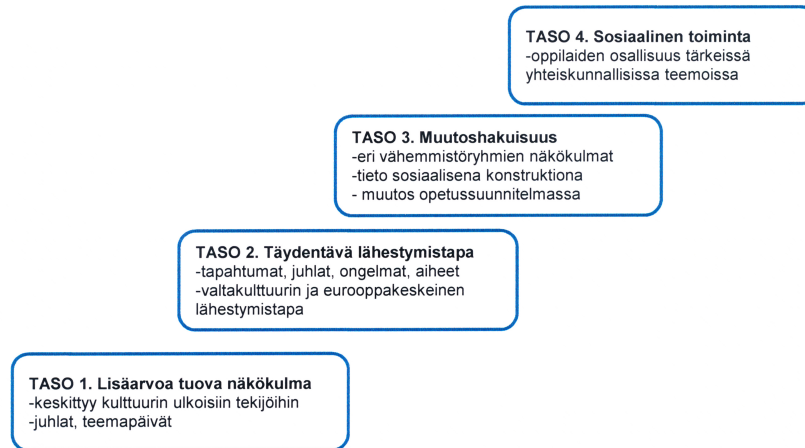 TASO 4. Sosiaalinen toiminta
-oppilaiden osallisuus tärkeissä
yhteiskunnallisissa teemoissa
TASO 3. Muutoshakuisuus
-eri vähemmistöryhmien näkökulmat
-tieto sosiaalisena konstruktiona
- muutos opetussuunnitelmassa
TASO 2. Täydentävä lähestymistapa
-tapahtumat, juhlat, ongelmat, aiheet
-valtakulttuurin ja eurooppakeskeinen
lähestymistapa
TASO 1. Lisäarvoa tuova näkökulma
-keskittyy kulttuurin ulkoisiin tekijöihin
-juhlat, teemapäivät